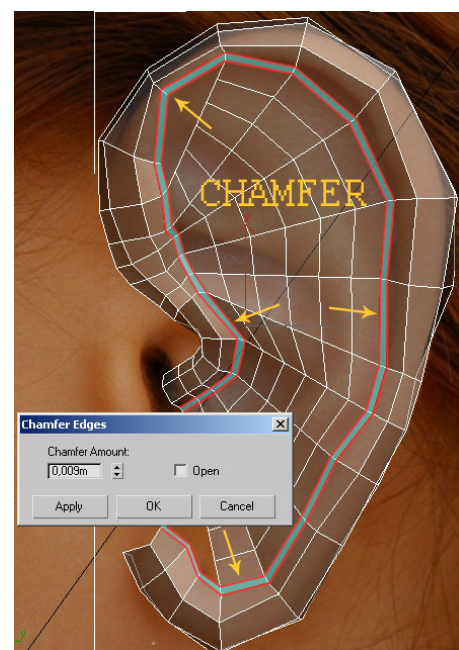 CHAMFER
Chamfer Edges
Chamfer Amount:
0,009m
Open
Apply
OK
Cancel
y